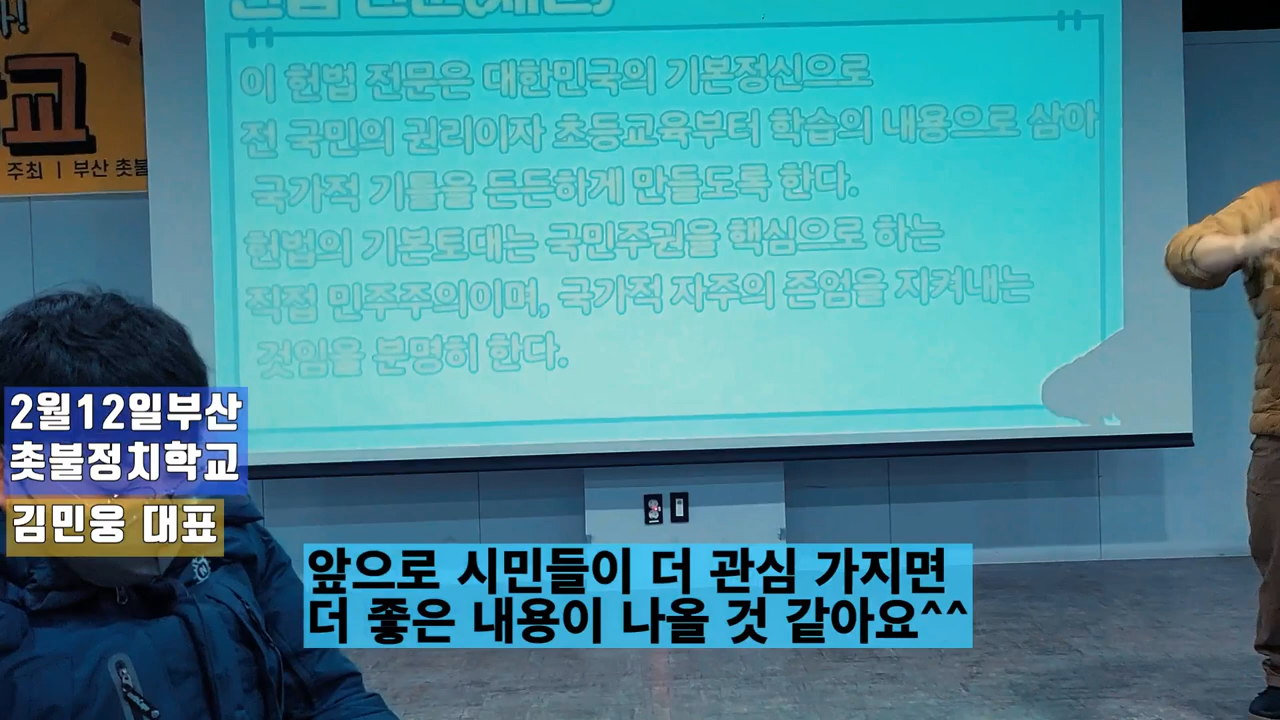 교
주최 | 부산 촛불
이 헌법 전문은 대한민국의 기본정신으로
전 국민의 권리이자 초등교육부터 학습의 내용으로 삼아
국가적 기틀을 든든하게 만들도록 한다.
헌법의 기본토대는 국민주권을 핵심으로 하는
직접 민주주의이며, 국가적 자주의 존엄을 지켜내는
것임을 분명히 한다.
2월12일부산
촛불정치학교
김민웅 대표
앞으로 시민들이 더 관심 가지면
더 좋은 내용이 나올 것 같아요^^